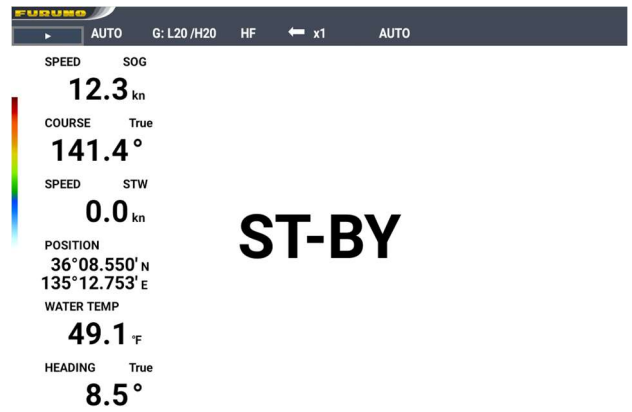 FURUNO
AUTO G: L20 /H20 HF x1 AUTO
SPEED SOG
12.3 kn
COURSE True
141.4°
SPEED STW
0.0 kn
ST-BY
POSITION
36°08.550' N
135°12.753' E
WATER TEMP
49.1 °F
HEADING True
8.5°